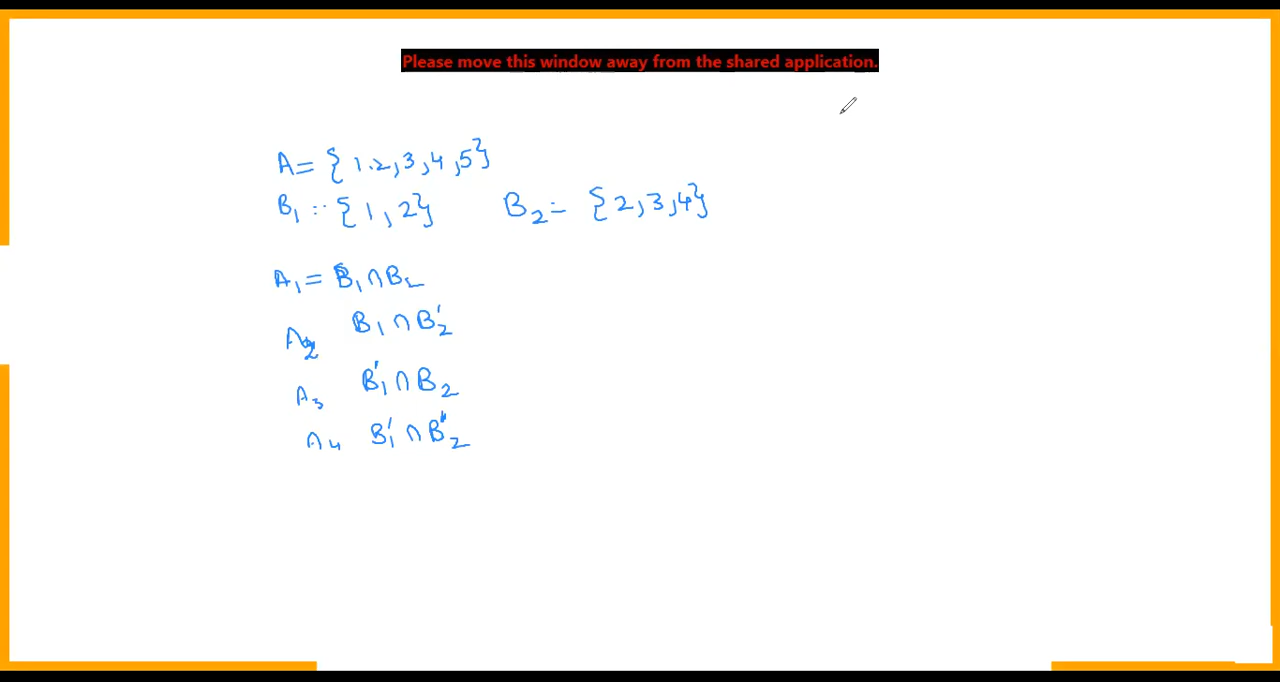 Please move this window away from the shared application.
A = {1.2,3,4,5}
B₁ = {1,2} B₂ = {2,3,4}
A₁ = B₁∩B₂
A₂ B₁∩B₂'
A₃ B₁'∩B₂
A₄ B₁'∩B₂'